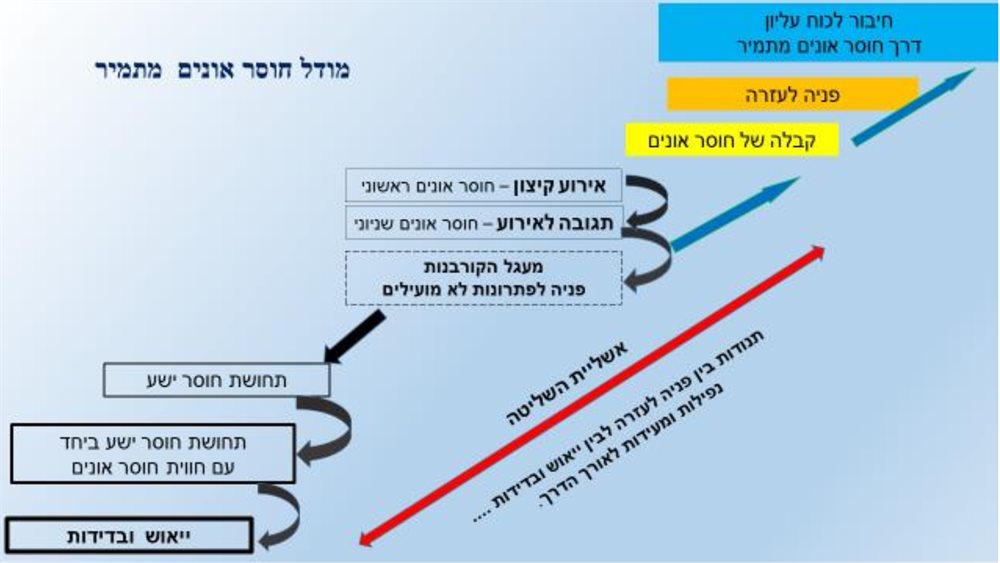 חיבור לכוח עליון
דרך חוסר אונים מתמיר
מודל חוסר אונים מתמיר
פניה לעזרה
קבלה של חוסר אונים
אירוע קיצון – חוסר אונים ראשוני
תגובה לאירוע – חוסר אונים שניוני
מעגל הקורבנות
פניה לפתרונות לא מועילים
אשליית השליטה
תנודות בין פניה לעזרה לבין ייאוש ובדידות ....
נפילות ומעידות לאורך הדרך.
תחושת חוסר ישע
תחושת חוסר ישע ביחד
עם חווית חוסר אונים
ייאוש ובדידות